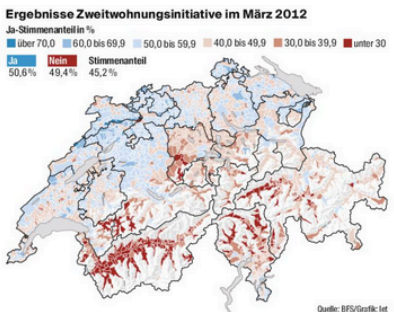 Ergebnisse Zweitwohnungsinitiative im März 2012
Ja-Stimmenanteil in %
über 70,0 60,0 bis 69,9 50,0 bis 59,9 40,0 bis 49,9 30,0 bis 39,9 unter 30
Ja Nein Stimmenanteil
50,6% 49,4% 45,2%
Quelle: BFS/Grafik: let